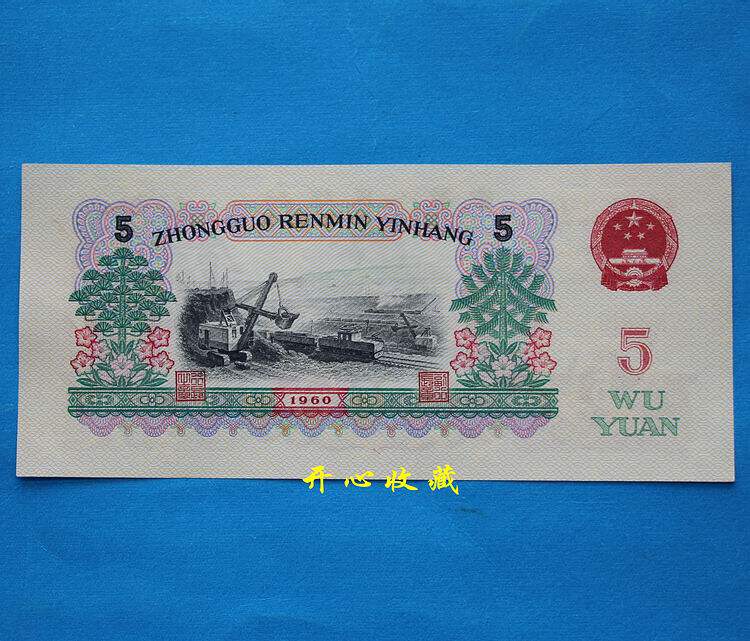 5 ZHONGGUO RENMIN YINHANG 5
5
WU
YUAN
1960
开心收藏